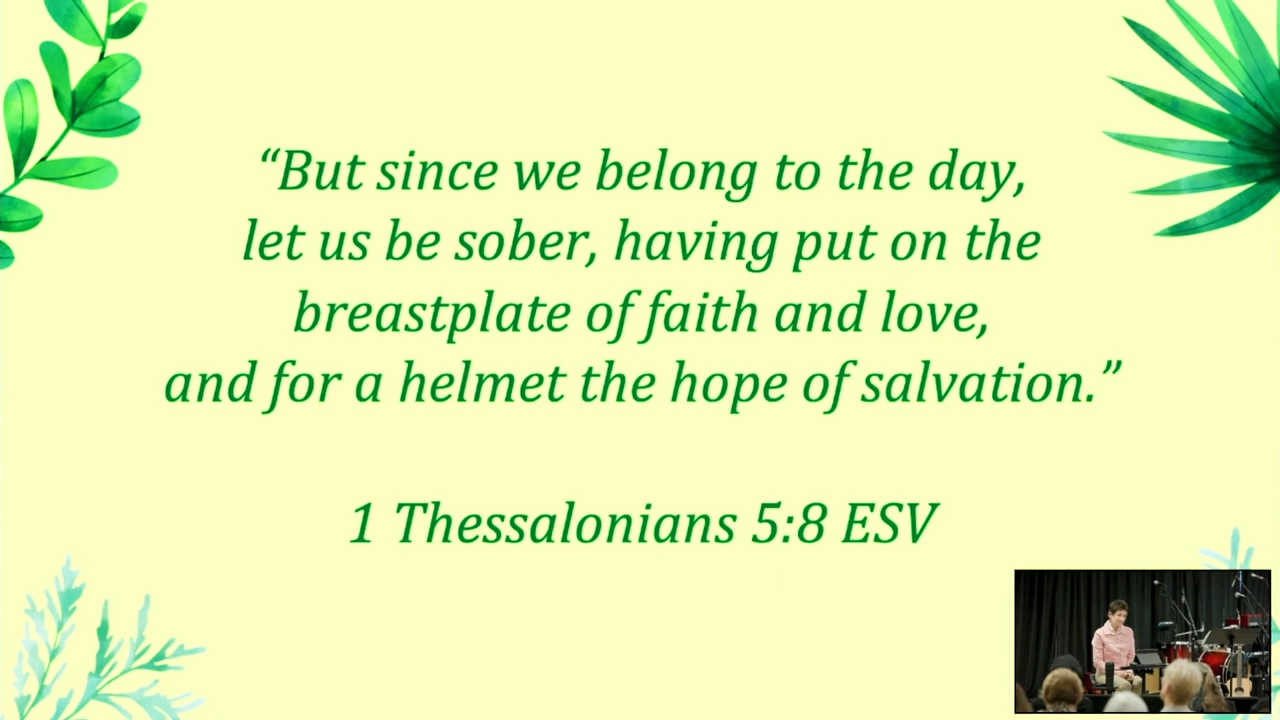 “But since we belong to the day,
let us be sober, having put on the
breastplate of faith and love,
and for a helmet the hope of salvation.”
1 Thessalonians 5:8 ESV